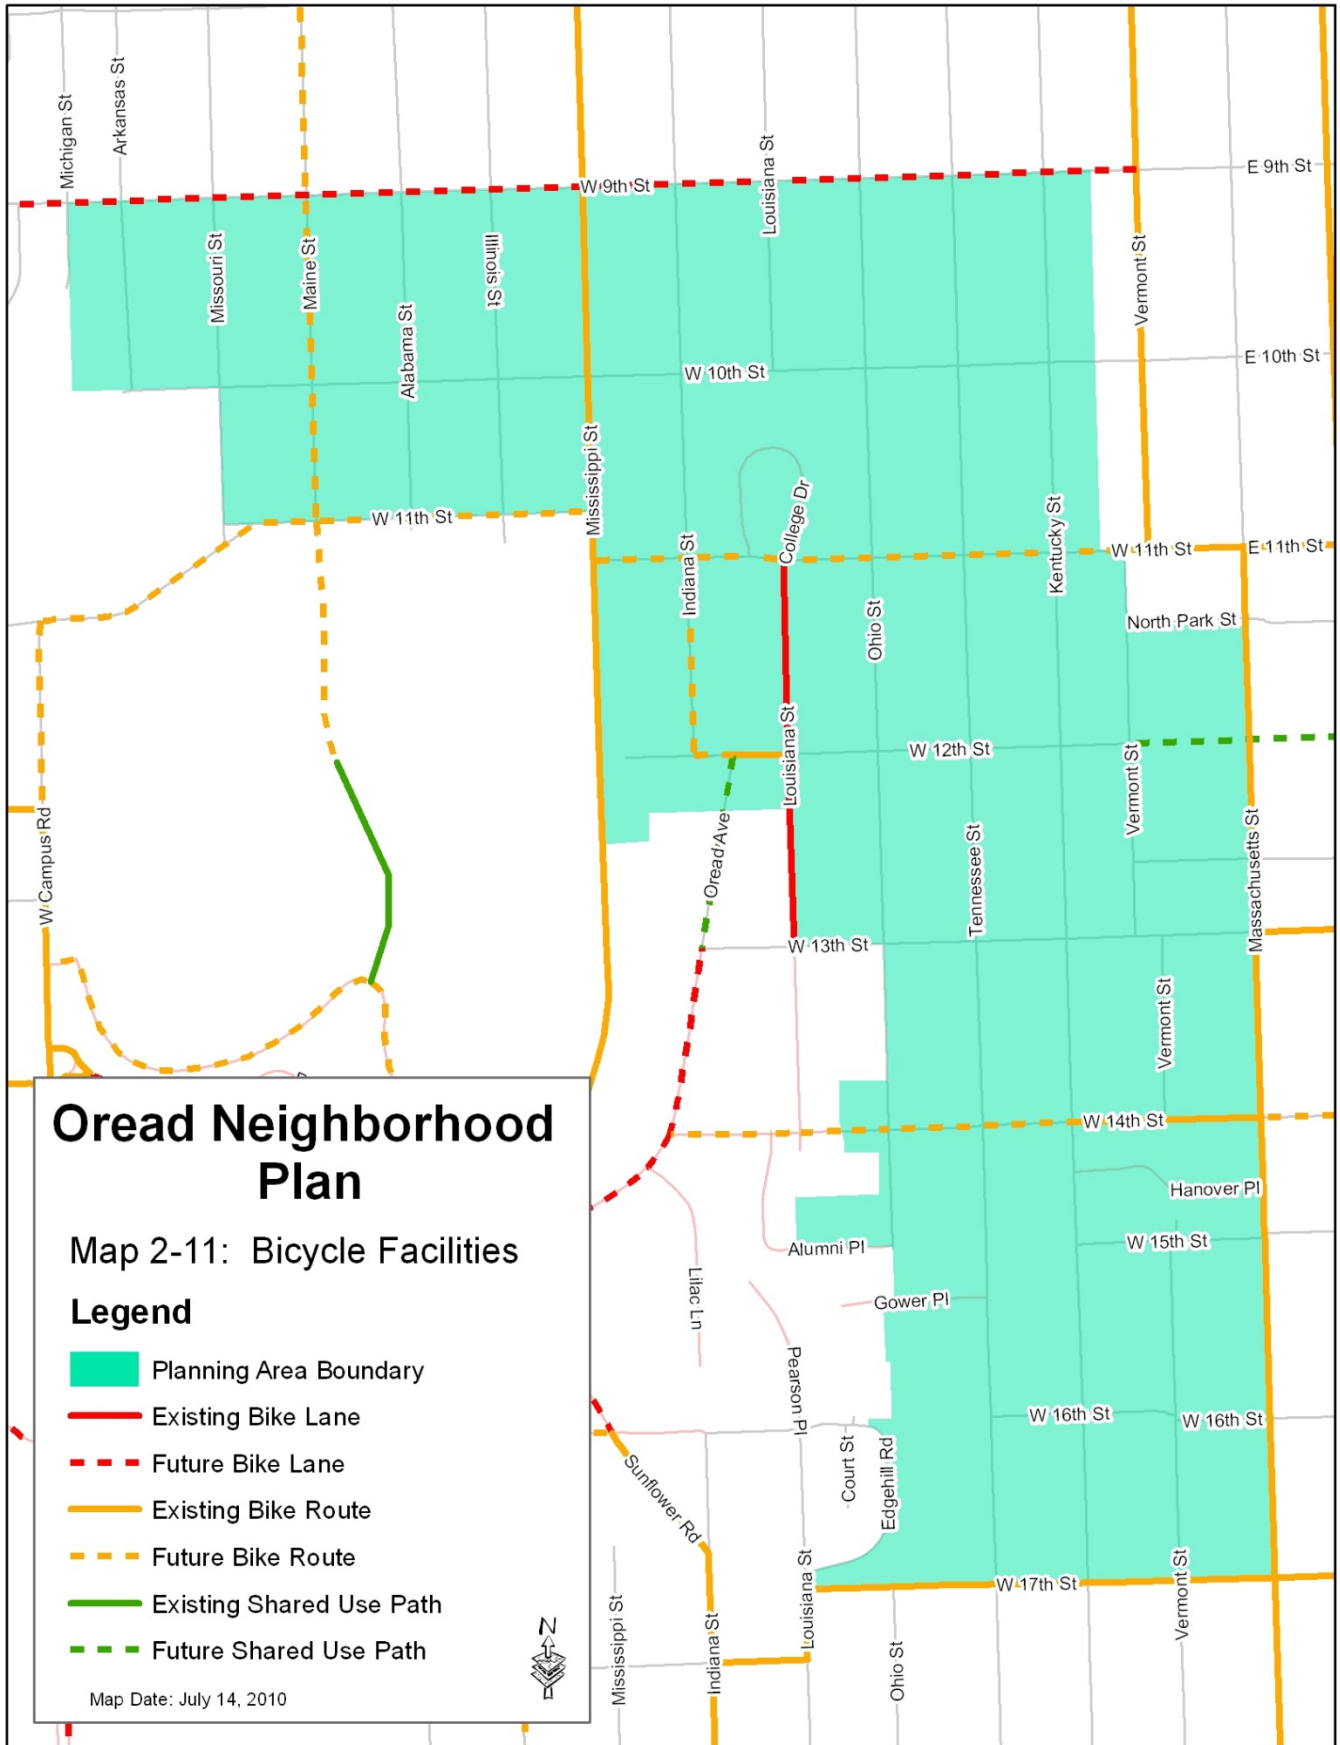 Michigan St
Arkansas St
Louisiana St
E 9th St
W 9th St
Missouri St
Maine St
Illinois St
Alabama St
Vermont St
W 10th St
E 10th St
Mississippi St
College Dr
W 11th St
Indiana St
Kentucky St
W 11th St
E 11th St
Ohio St
North Park St
Louisiana St
W 12th St
Vermont St
W Campus Rd
Oread Ave
Tennessee St
Massachusetts St
W 13th St
Vermont St
W 14th St
Hanover Pl
W 15th St
Alumni Pl
Lilac Ln
Gower Pl
Pearson Pl
W 16th St
W 16th St
Court St
Edgehill Rd
Sunflower Rd
Louisiana St
W 17th St
Vermont St
Mississippi St
Indiana St
Ohio St
Oread Neighborhood
Plan
Map 2-11: Bicycle Facilities
Legend
Planning Area Boundary
Existing Bike Lane
Future Bike Lane
Existing Bike Route
Future Bike Route
Existing Shared Use Path
Future Shared Use Path
N
Map Date: July 14, 2010